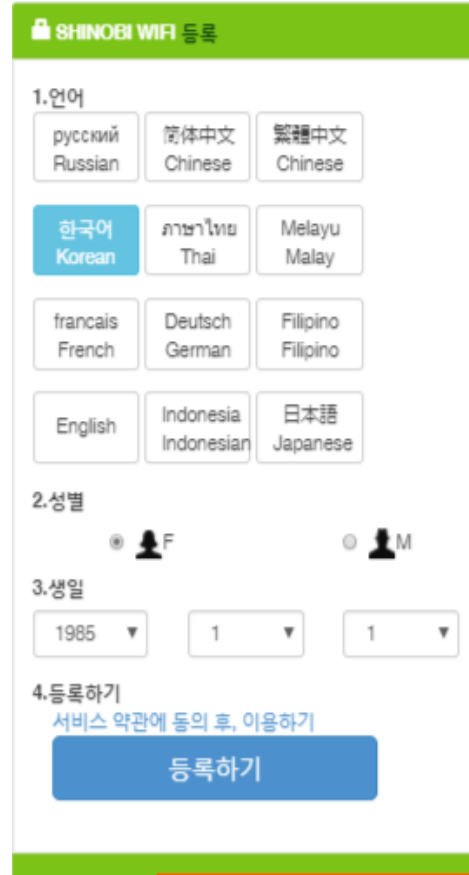 SHINOBI WIFI 등록
1.언어
русский 简体中文 繁體中文
Russian Chinese Chinese
한국어 ภาษาไทย Melayu
Korean Thai Malay
francais Deutsch Filipino
French German Filipino
English Indonesia 日本語
Indonesian Japanese
2.성별
F M
3.생일
1985 1 1
4.등록하기
서비스 약관에 동의 후, 이용하기
등록하기